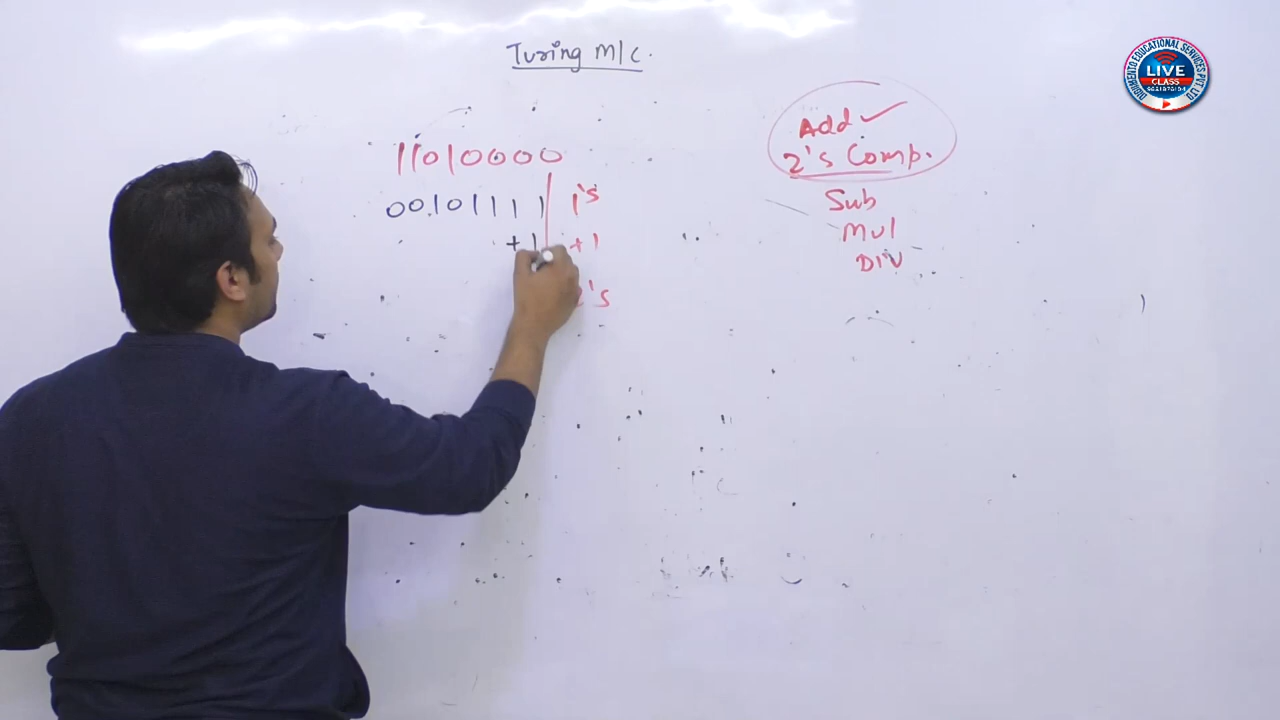 Turing M/C.
11010000
00101111 1's
+1 +1
2's
Add ✓
2's Comp.
Sub
Mul
Div
LIVE
CLASS